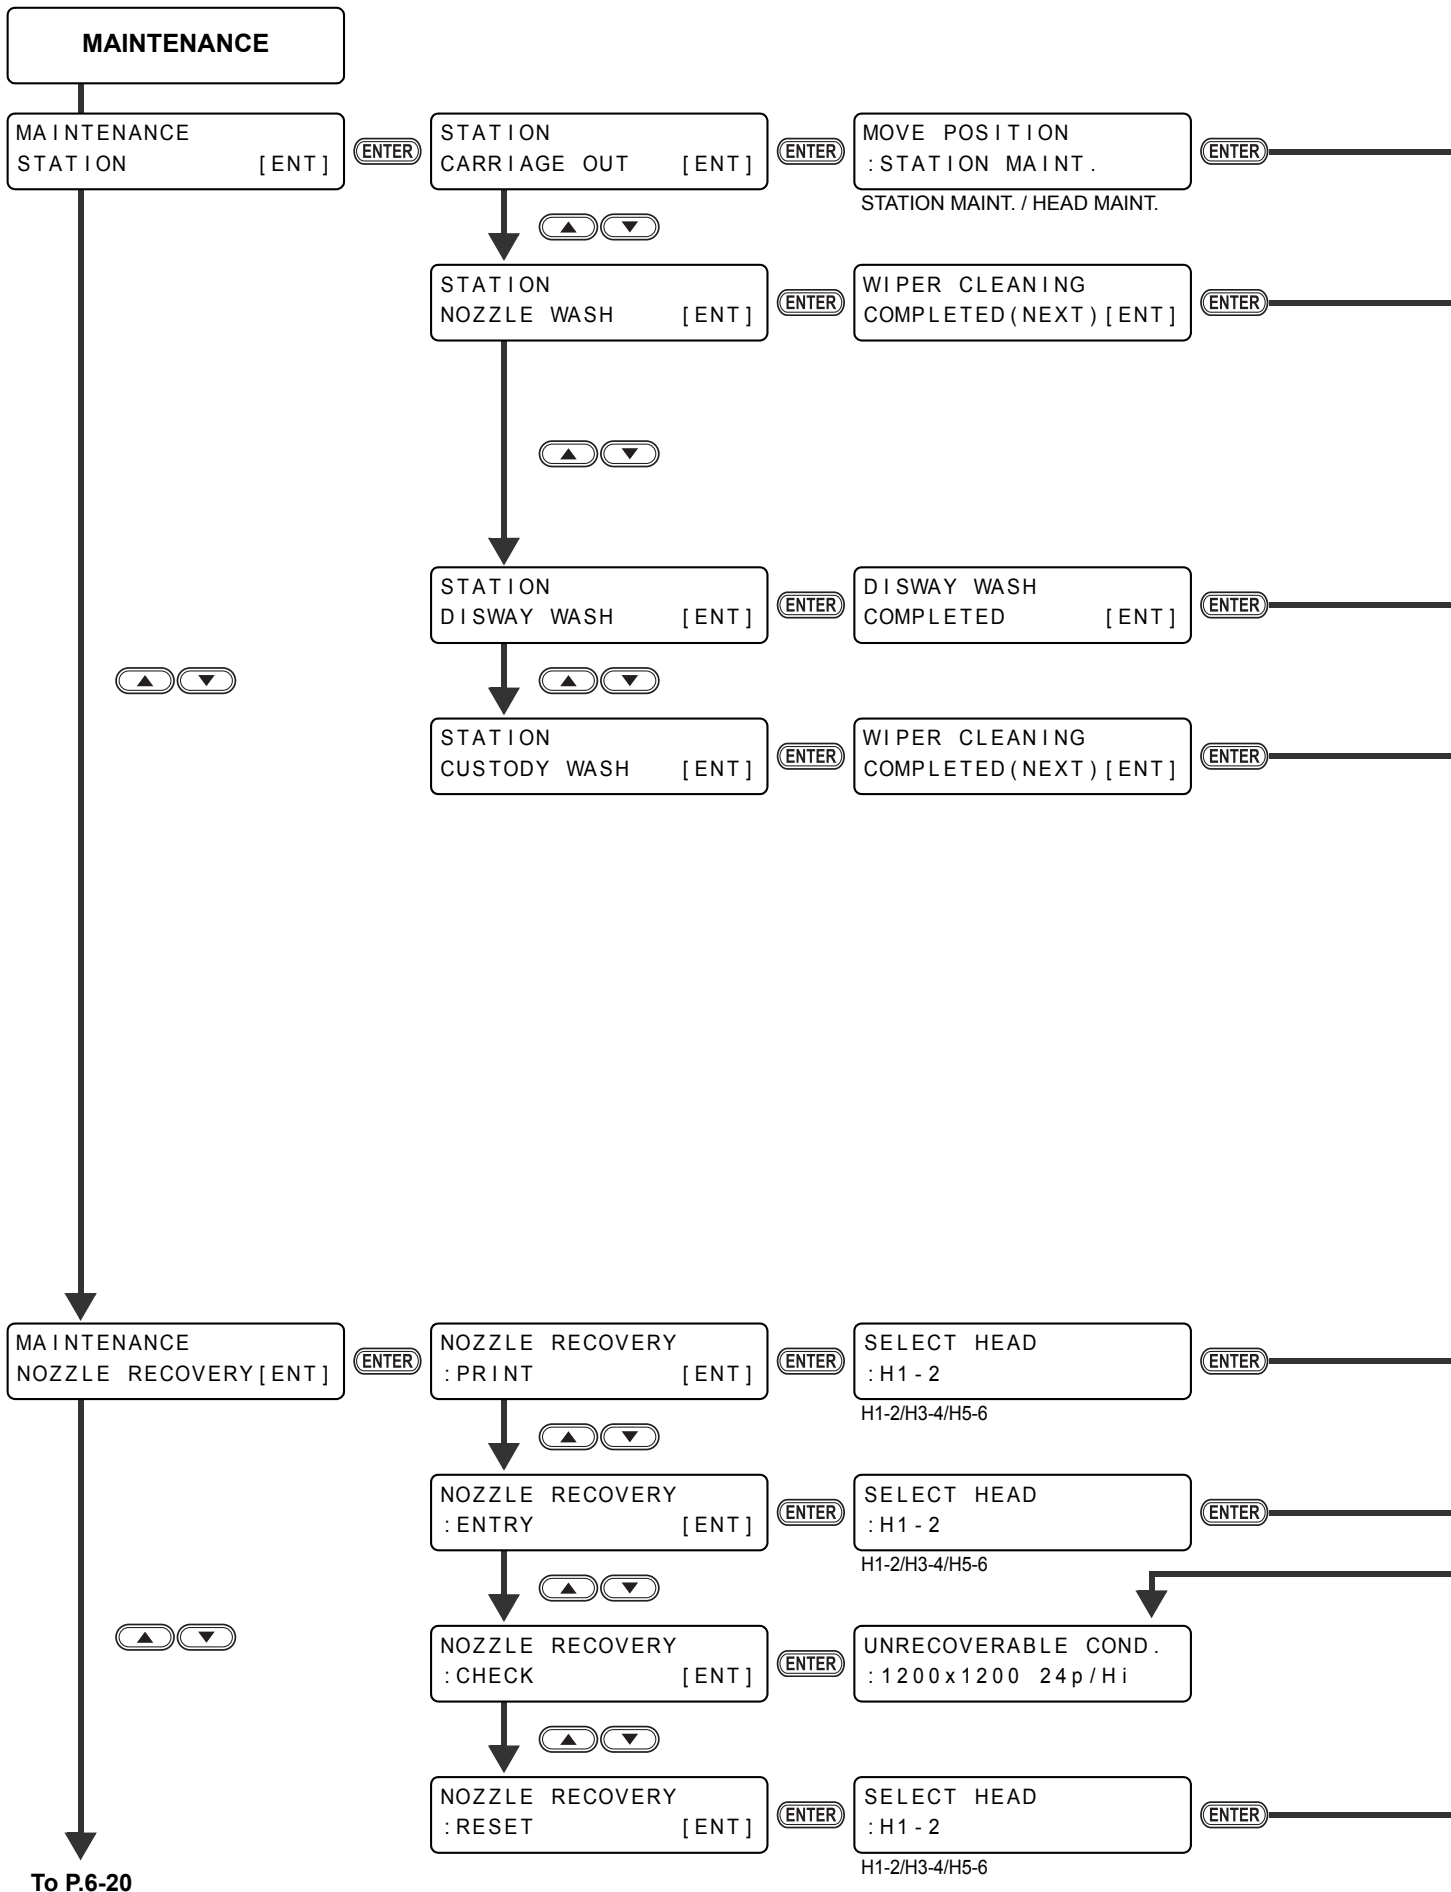 MAINTENANCE
MAINTENANCE
STATION [ENT]
ENTER
STATION
CARRIAGE OUT [ENT]
ENTER
MOVE POSITION
:STATION MAINT.
ENTER
STATION MAINT. / HEAD MAINT.
STATION
NOZZLE WASH [ENT]
ENTER
WIPER CLEANING
COMPLETED(NEXT)[ENT]
ENTER
STATION
DISWAY WASH [ENT]
ENTER
DISWAY WASH
COMPLETED [ENT]
ENTER
STATION
CUSTODY WASH [ENT]
ENTER
WIPER CLEANING
COMPLETED(NEXT)[ENT]
ENTER
MAINTENANCE
NOZZLE RECOVERY[ENT]
ENTER
NOZZLE RECOVERY
:PRINT [ENT]
ENTER
SELECT HEAD
:H1-2
ENTER
H1-2/H3-4/H5-6
NOZZLE RECOVERY
:ENTRY [ENT]
ENTER
SELECT HEAD
:H1-2
ENTER
H1-2/H3-4/H5-6
NOZZLE RECOVERY
:CHECK [ENT]
ENTER
UNRECOVERABLE COND.
:1200x1200 24p/Hi
NOZZLE RECOVERY
:RESET [ENT]
ENTER
SELECT HEAD
:H1-2
ENTER
H1-2/H3-4/H5-6
To P.6-20